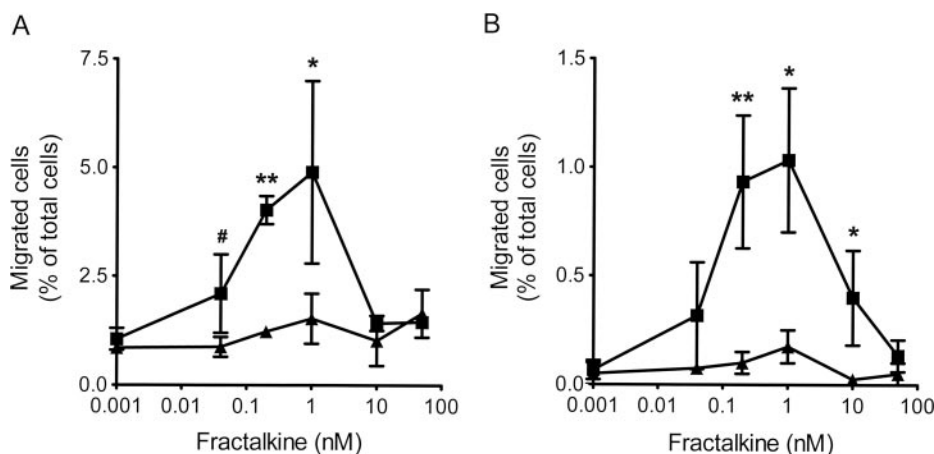 A
Migrated cells
(% of total cells)
7.5
5.0
2.5
0.0
#
**
*
0.001 0.01 0.1 1 10 100
Fractalkine (nM)
B
Migrated cells
(% of total cells)
1.5
1.0
0.5
0.0
**
*
*
0.001 0.01 0.1 1 10 100
Fractalkine (nM)